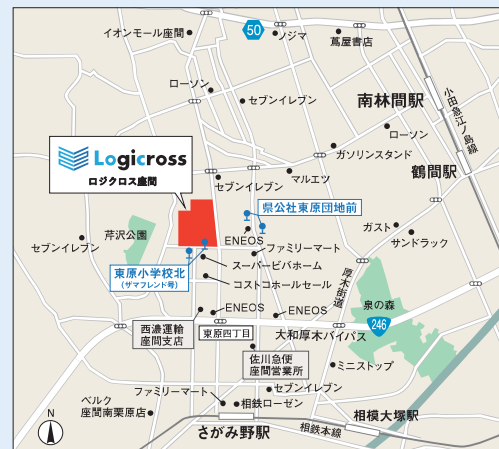 イオンモール座間
50
ノジマ
蔦屋書店
ローソン
セブンイレブン
南林間駅
小田急江ノ島線
ローソン
Logicross
ロジクロス座間
ガソリンスタンド
鶴間駅
セブンイレブン
マルエツ
県公社東原団地前
芹沢公園
セブンイレブン
ENEOS
ガスト
サンドラック
ファミリーマート
東原小学校北
(ザマフレンド号)
スーパービバホーム
厚木街道
コストコホールセール
泉の森
ENEOS
ENEOS
西濃運輸
座間支店
東原四丁目
大和厚木バイパス
246
佐川急便
座間営業所
ミニストップ
セブンイレブン
ファミリーマート
ベルク
座間南栗原店
相鉄ローゼン
相模大塚駅
さがみ野駅
相鉄本線
N